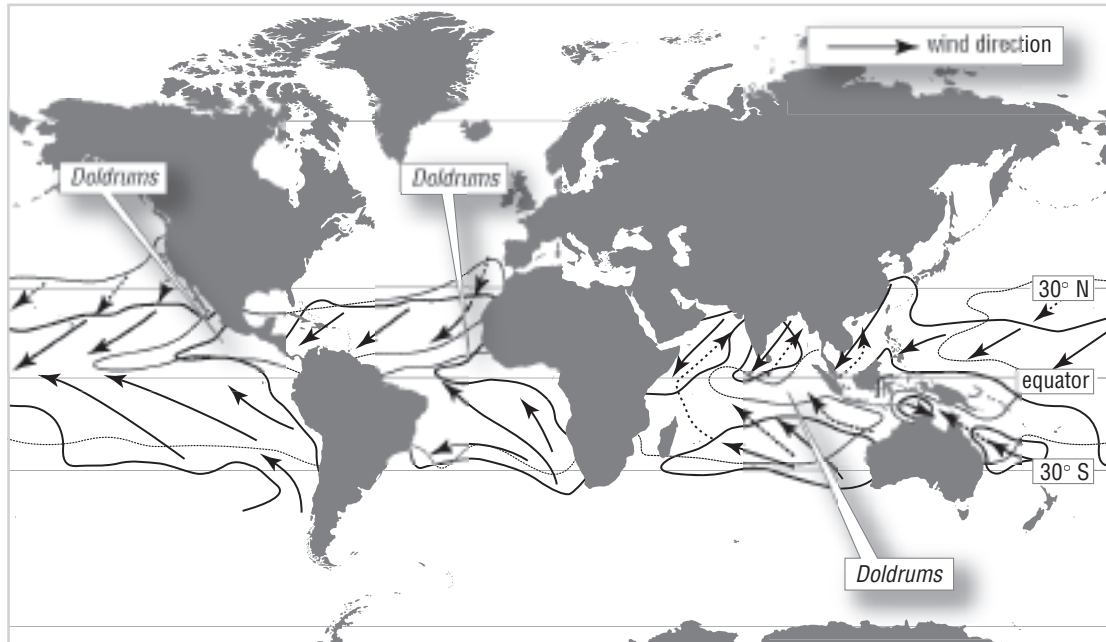 wind direction
Doldrums
Doldrums
30° N
equator
30° S
Doldrums